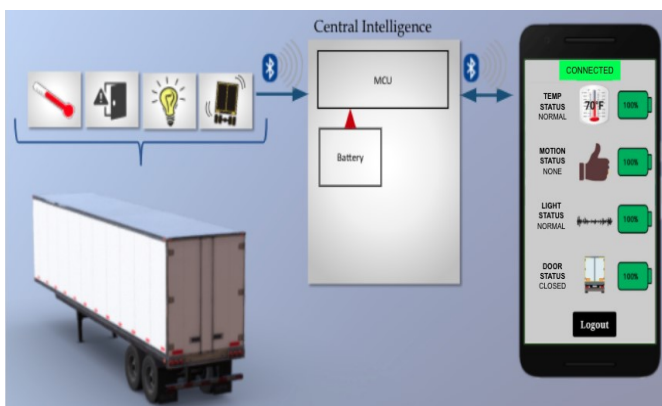 Central Intelligence
MCU
Battery
CONNECTED
TEMP
STATUS
NORMAL
70°F
100%
MOTION
STATUS
NONE
100%
LIGHT
STATUS
NORMAL
100%
DOOR
STATUS
CLOSED
100%
Logout